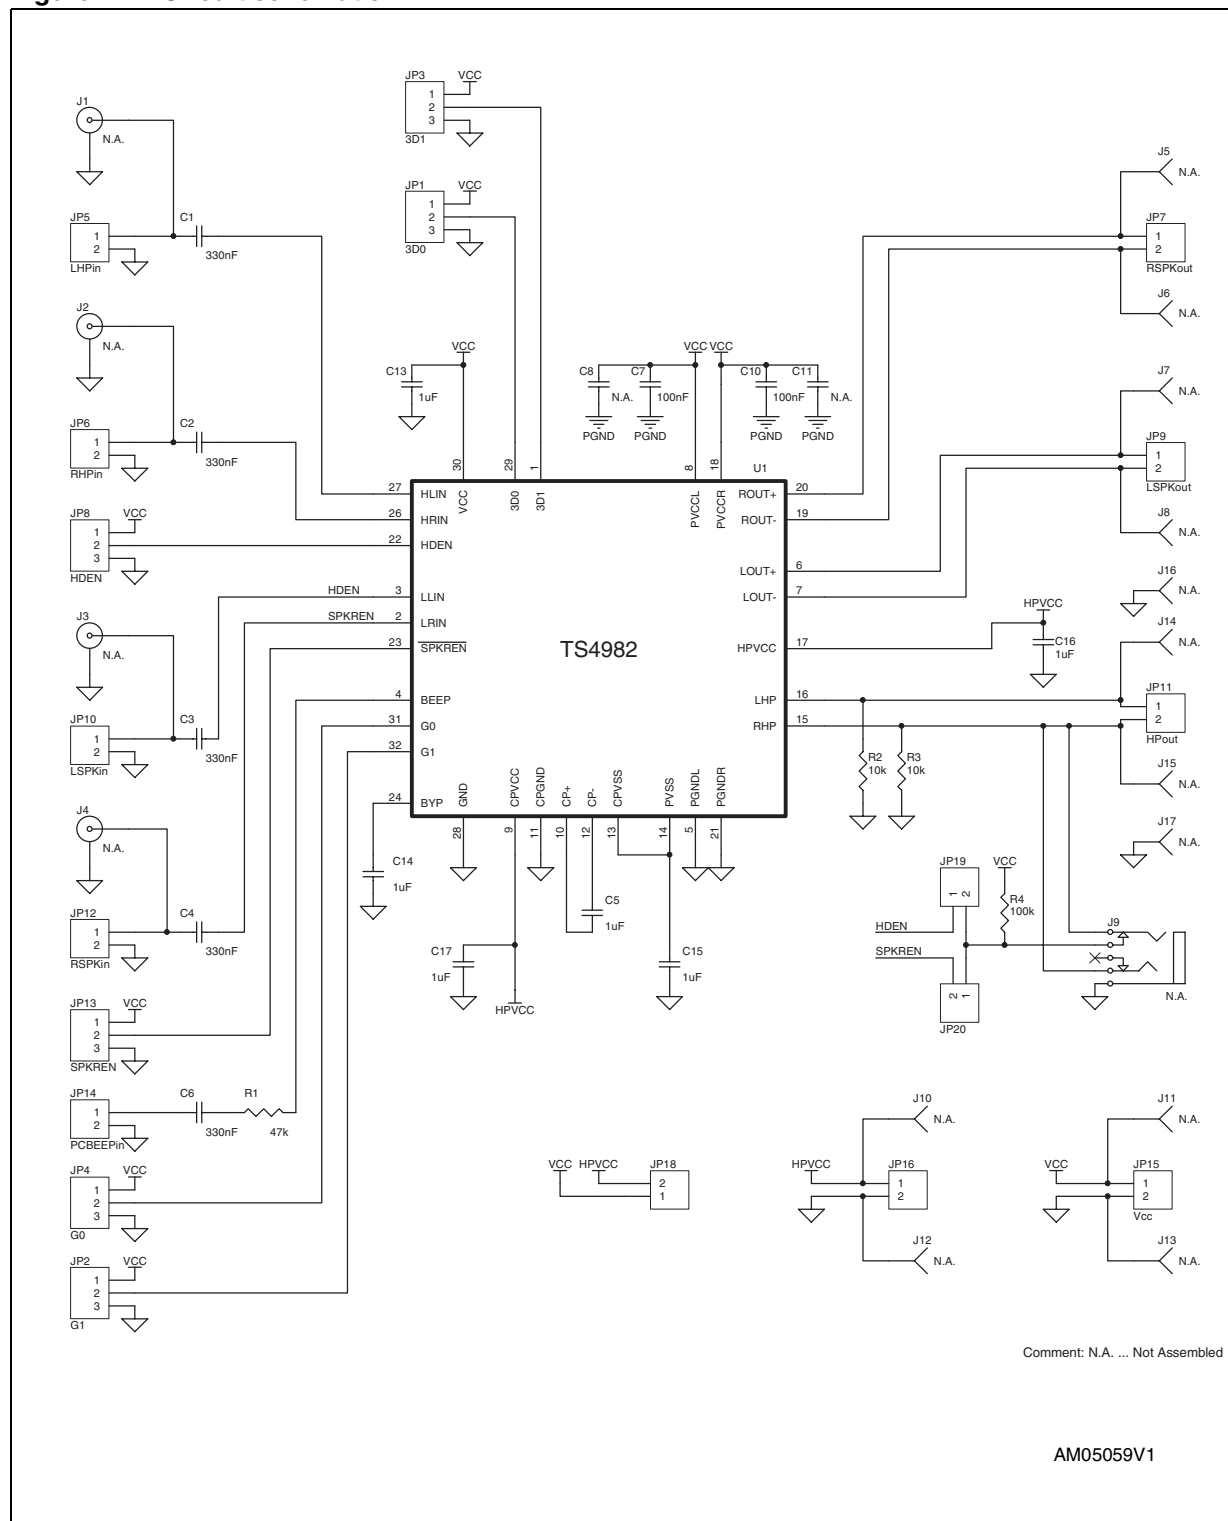 JP3
VCC
1
2
3
3D1
J1
N.A.
JP1
VCC
1
2
3
3D0
JP5
1
2
LHPin
C1
330nF
J5
N.A.
JP7
1
2
RSPKout
J6
N.A.
J2
N.A.
JP6
1
2
RHPin
C2
330nF
VCC
C13
1uF
VCC
VCC
C8
N.A.
C7
100nF
C10
100nF
C11
N.A.
PGND
PGND
PGND
PGND
J7
N.A.
JP9
1
2
LSPKout
J8
N.A.
JP8
VCC
1
2
3
HDEN
30
29
1
8
18
U1
27
HLIN
26
HRIN
22
HDEN
VCC
3D0
3D1
PVCCL
PVCCR
ROUT+
20
ROUT-
19
HDEN
3
LLIN
SPKREN
2
LRIN
23
SPKREN
LOUT+
6
LOUT-
7
TS4982
HPVCC
17
HPVCC
C16
1uF
J16
N.A.
J14
N.A.
J3
N.A.
4
BEEP
31
G0
32
G1
24
BYP
LHP
16
RHP
15
JP11
1
2
HPout
JP10
1
2
LSPKin
C3
330nF
R2
10k
R3
10k
J15
N.A.
GND
CPVCC
CPGND
CP+
CP-
CPVSS
PVSS
PGNDL
PGNDR
28
9
11
10
12
13
14
5
21
J17
N.A.
J4
N.A.
C14
1uF
C5
1uF
JP12
1
2
RSPKin
C4
330nF
C17
1uF
HPVCC
C15
1uF
JP19
1
2
VCC
R4
100k
HDEN
SPKREN
2
1
JP20
J9
N.A.
JP13
VCC
1
2
3
SPKREN
JP14
1
2
PCBEEPin
C6
330nF
R1
47k
JP4
VCC
1
2
3
G0
VCC
HPVCC
JP18
2
1
J10
N.A.
HPVCC
JP16
1
2
J12
N.A.
J11
N.A.
VCC
JP15
1
2
Vcc
J13
N.A.
JP2
VCC
1
2
3
G1
Comment: N.A. ... Not Assembled
AM05059V1